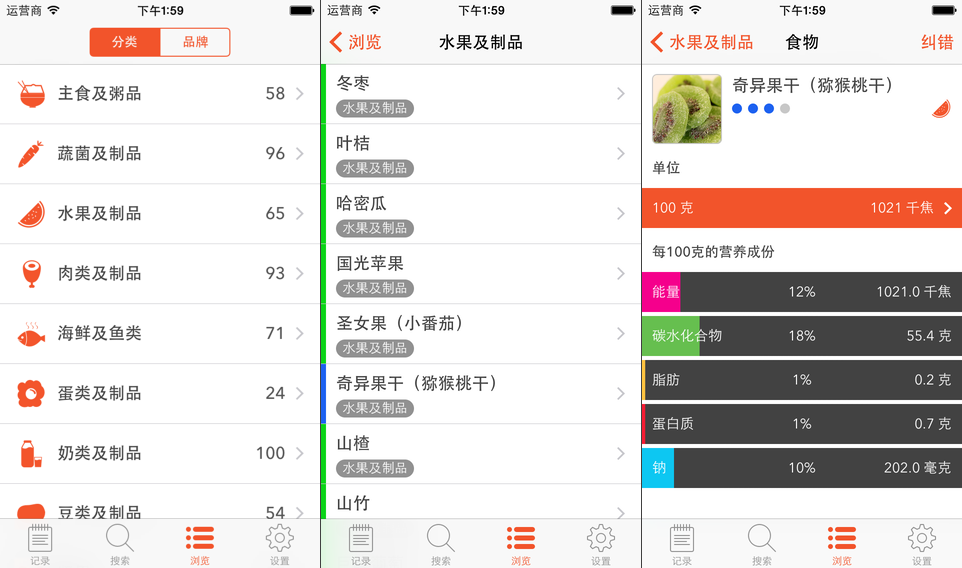 运营商 下午1:59
分类 品牌
主食及粥品 58
蔬菌及制品 96
水果及制品 65
肉类及制品 93
海鲜及鱼类 71
蛋类及制品 24
奶类及制品 100
豆类及制品 54
记录 搜索 浏览 设置
运营商 下午1:59
浏览 水果及制品
冬枣
水果及制品
叶桔
水果及制品
哈密瓜
水果及制品
国光苹果
水果及制品
圣女果（小番茄）
水果及制品
奇异果干（猕猴桃干）
水果及制品
山楂
水果及制品
山竹
记录 搜索 浏览 设置
运营商 下午1:59
水果及制品 食物 纠错
奇异果干（猕猴桃干）
单位
100 克 1021 千焦
每100克的营养成份
能量 12% 1021.0 千焦
碳水化合物 18% 55.4 克
脂肪 1% 0.2 克
蛋白质 1% 0.7 克
钠 10% 202.0 毫克
记录 搜索 浏览 设置